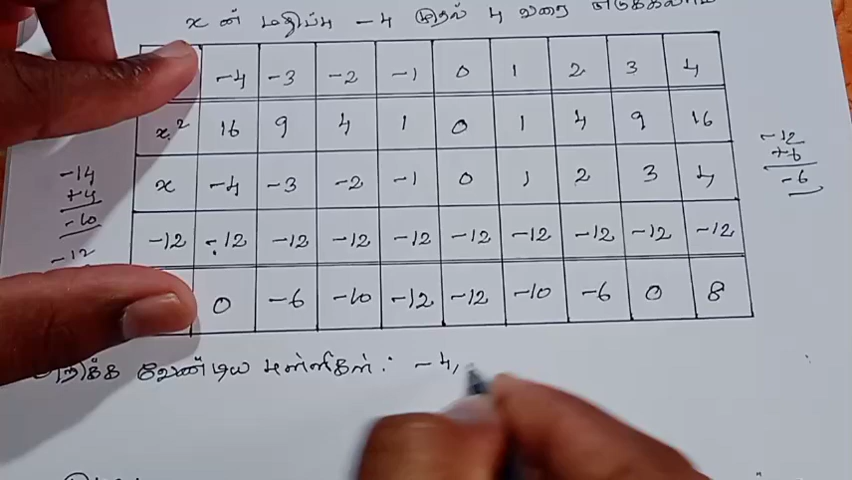 x ன் மதிப்பு -4 முதல் 4 வரை எடுக்கலாம்
-4 -3 -2 -1 0 1 2 3 4
x² 16 9 4 1 0 1 4 9 16
x -4 -3 -2 -1 0 1 2 3 4
-12 -12 -12 -12 -12 -12 -12 -12 -12 -12
0 -6 -10 -12 -12 -10 -6 0 8
-14
+4
-10
-12
-12
+6
-6
வேண்டிய புள்ளிகள் : -4,